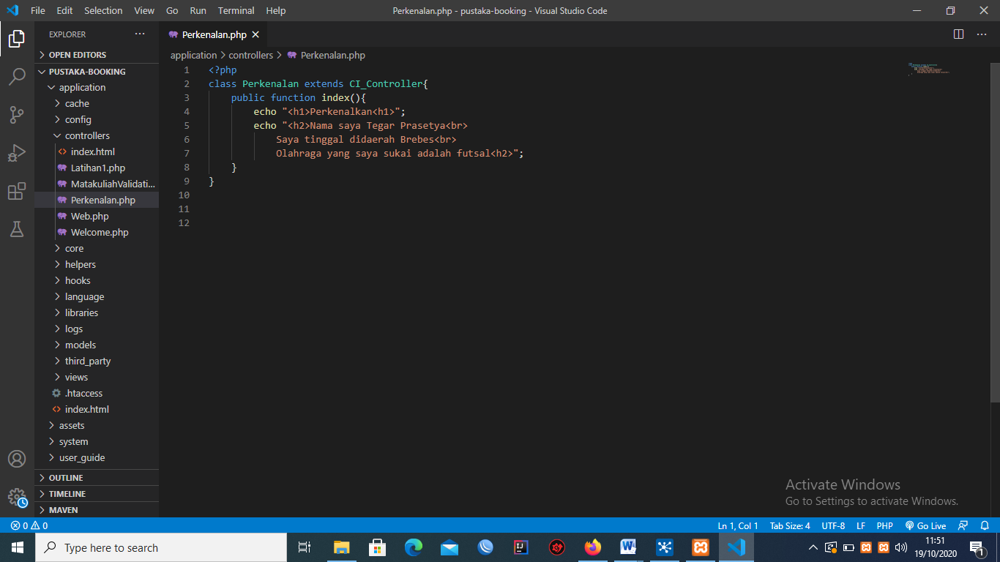 File Edit Selection View Go Run Terminal Help
Perkenalan.php - pustaka-booking - Visual Studio Code
EXPLORER
OPEN EDITORS
PUSTAKA-BOOKING
application
cache
config
controllers
index.html
Latihan1.php
MatakuliahValidati...
Perkenalan.php
Web.php
Welcome.php
core
helpers
hooks
language
libraries
logs
models
third_party
views
.htaccess
index.html
assets
system
user_guide
OUTLINE
TIMELINE
MAVEN
Perkenalan.php
application > controllers > Perkenalan.php
1 <?php
2 class Perkenalan extends CI_Controller{
3 public function index(){
4 echo "<h1>Perkenalkan<h1>";
5 echo "<h2>Nama saya Tegar Prasetya<br>
6 Saya tinggal didaerah Brebes<br>
7 Olahraga yang saya sukai adalah futsal<h2>";
8 }
9 }
10
11
12
Activate Windows
Go to Settings to activate Windows.
0 0 Ln 1, Col 1 Tab Size: 4 UTF-8 LF PHP Go Live
Type here to search
11:51
19/10/2020
1